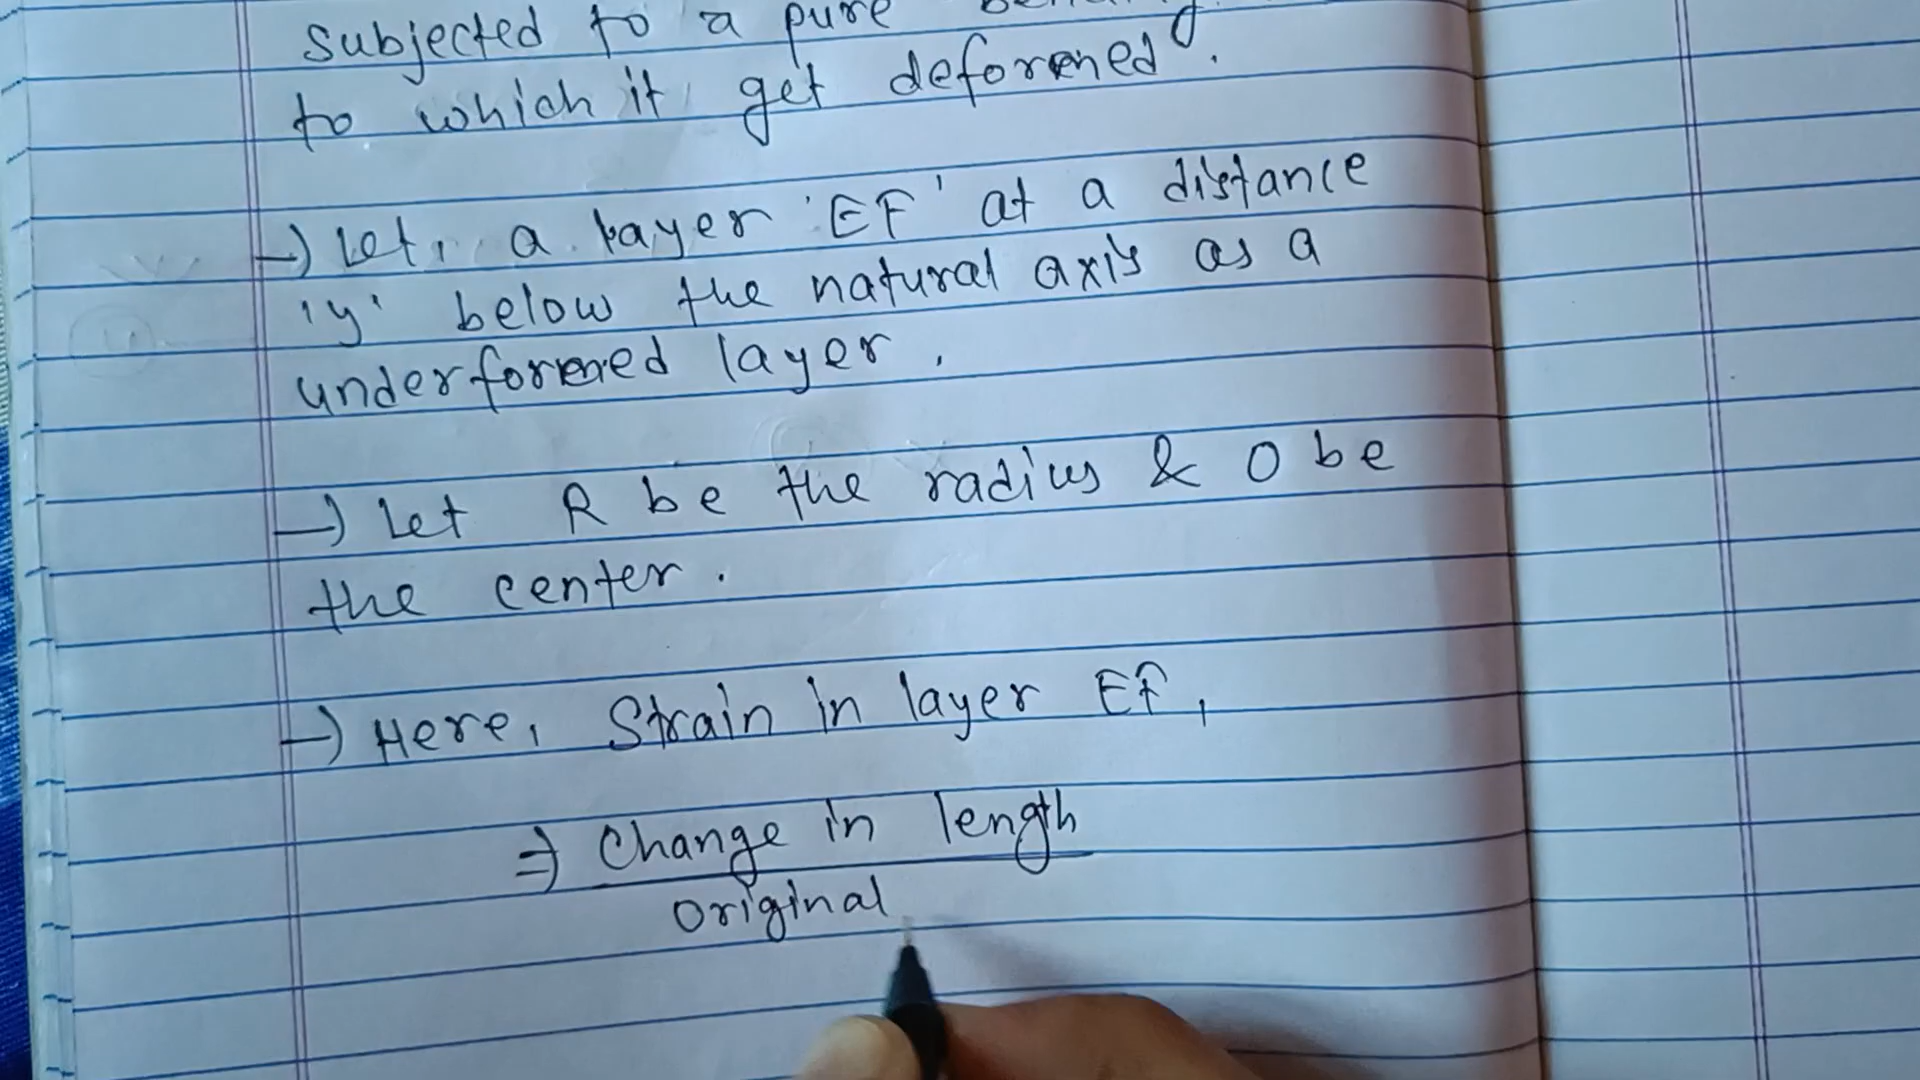 subjected to a pure
to which it get deformed.
→ Let, a layer 'EF' at a distance
'y' below the natural axis as a
underformed layer.
→ Let R be the radius & O be
the center.
→ Here, Strain in layer EF,
⇒ Change in length
original